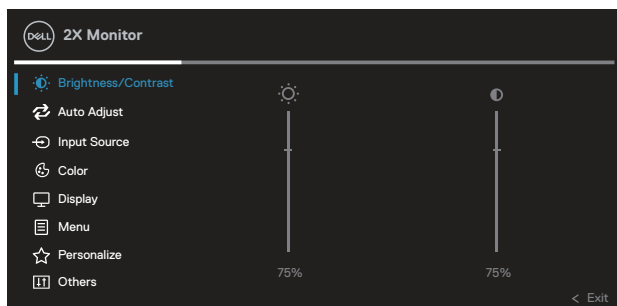 DELL 2X Monitor
Brightness/Contrast
Auto Adjust
Input Source
Color
Display
Menu
Personalize
Others
75% 75%
< Exit